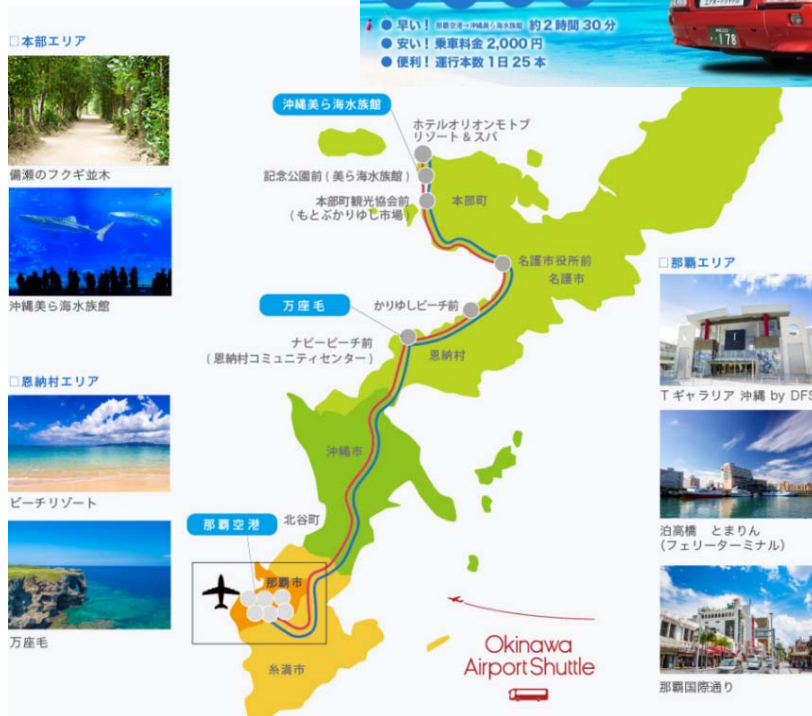 早い！ 那覇空港→沖縄美ら海水族館 約2時間30分
安い！ 乗車料金 2,000 円
便利！ 運行本数 1日 25 本
178
□本部エリア
備瀬のフクギ並木
沖縄美ら海水族館
□恩納村エリア
ビーチリゾート
万座毛
沖縄美ら海水族館
ホテルオリオンモトブ
リゾート & スパ
記念公園前 ( 美ら海水族館 )
本部町観光協会前
( もとぶかりゆし市場 )
本部町
名護市役所前
名護市
万座毛
かりゆしビーチ前
ナビービーチ前
( 恩納村コミュニティセンター )
恩納村
沖縄市
北谷町
那覇空港
那覇市
糸満市
Okinawa
Airport Shuttle
□那覇エリア
T ギャラリア 沖縄 by DFS
泊高橋 とまりん
(フェリーターミナル)
那覇国際通り